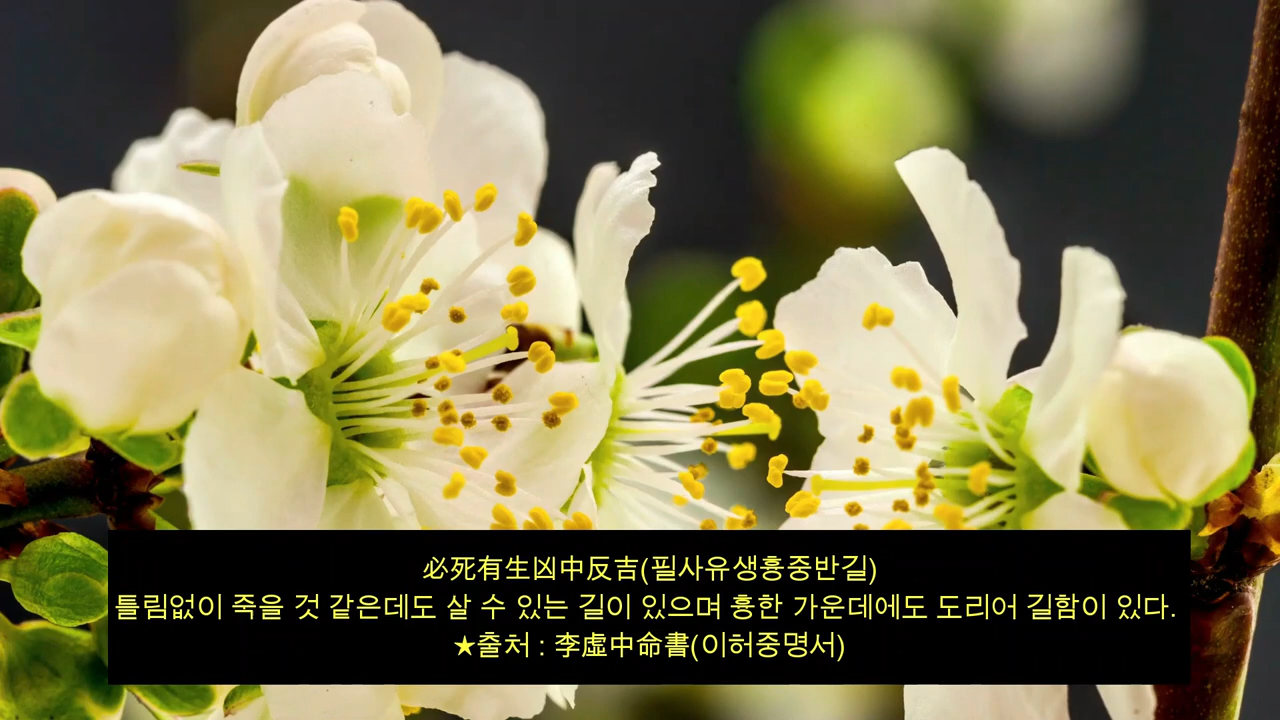 必死有生凶中反吉(필사유생흉중반길)
틀림없이 죽을 것 같은데도 살 수 있는 길이 있으며 흉한 가운데에도 도리어 길함이 있다.
★출처 : 李虛中命書(이허중명서)